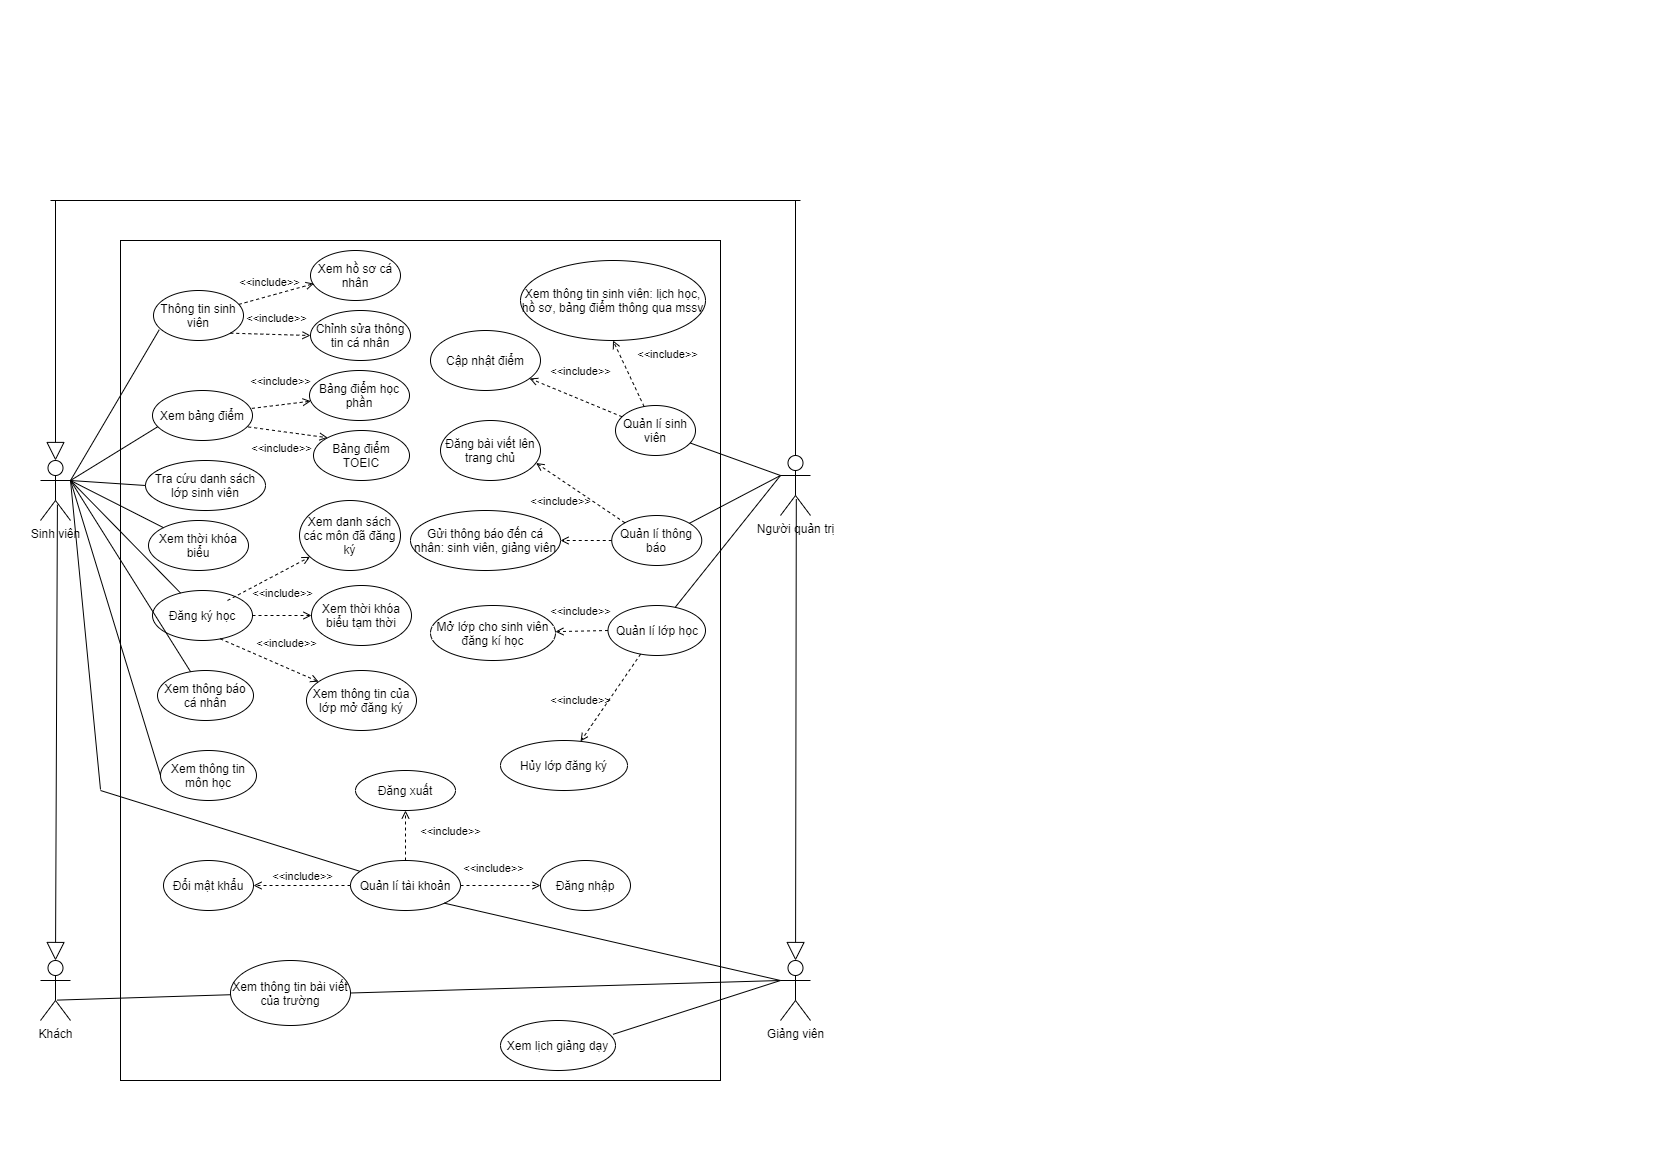 Xem hồ sơ cá
nhân
<<include>>
Thông tin sinh
viên
<<include>>
Chỉnh sửa thông
tin cá nhân
Xem thông tin sinh viên: lịch học,
hồ sơ, bảng điểm thông qua mssv
<<include>>
Cập nhật điểm
<<include>>
<<include>>
Bảng điểm học
phần
Xem bảng điểm
<<include>>
Bảng điểm
TOEIC
Quản lí sinh
viên
Đăng bài viết lên
trang chủ
Tra cứu danh sách
lớp sinh viên
<<include>>
Xem danh sách
các môn đã đăng
ký
Sinh viên
Xem thời khóa
biểu
Gửi thông báo đến cá
nhân: sinh viên, giảng viên
Quản lí thông
báo
Người quản trị
<<include>>
Đăng ký học
Xem thời khóa
biểu tạm thời
<<include>>
Mở lớp cho sinh viên
đăng kí học
<<include>>
Quản lí lớp học
Xem thông báo
cá nhân
Xem thông tin của
lớp mở đăng ký
<<include>>
Xem thông tin
môn học
Hủy lớp đăng ký
Đăng xuất
<<include>>
Đổi mật khẩu
<<include>>
Quản lí tài khoản
<<include>>
Đăng nhập
Xem thông tin bài viết
của trường
Khách
Giảng viên
Xem lịch giảng dạy